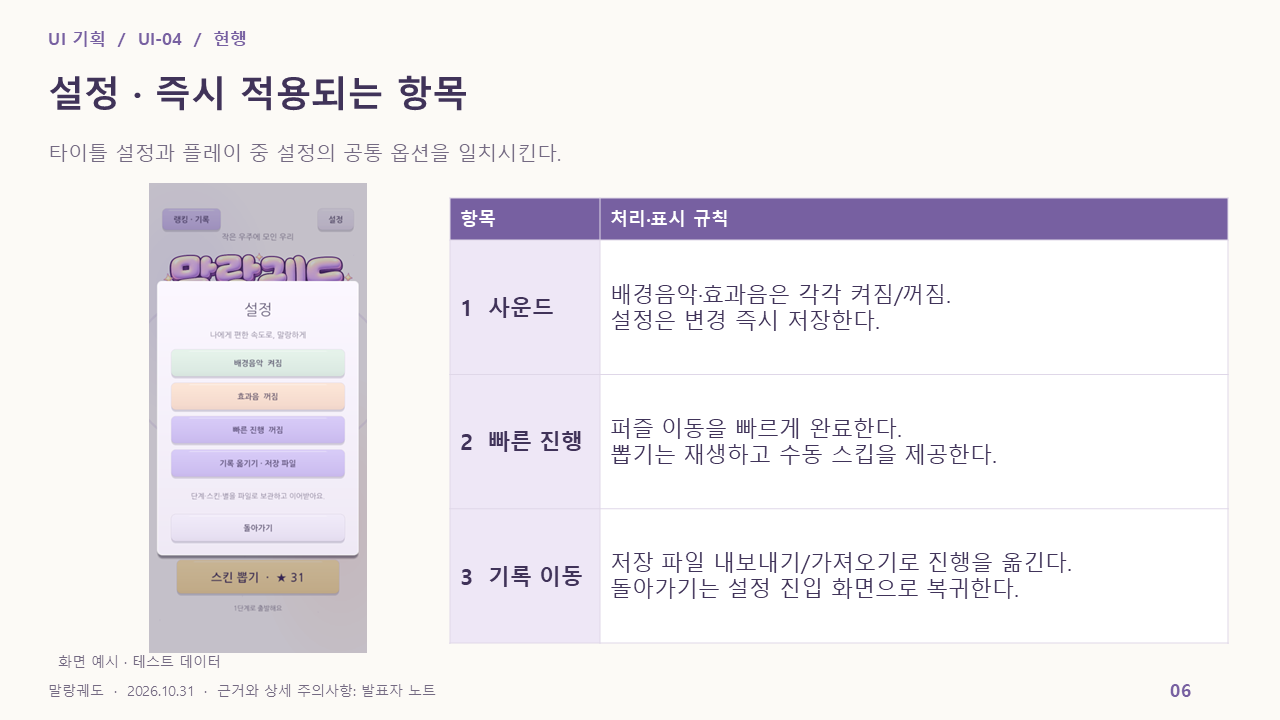 UI 기획 / UI-04 / 현행
설정 · 즉시 적용되는 항목
타이틀 설정과 플레이 중 설정의 공통 옵션을 일치시킨다.
랭킹 · 기록
설정
작은 우주에 모인 우리
말랑궤도
설정
나에게 편한 속도로, 말랑하게
배경음악 켜짐
효과음 꺼짐
빠른 진행 꺼짐
기록 옮기기 · 저장 파일
단계·스킨·별을 파일로 보관하고 이어받아요.
돌아가기
스킨 뽑기 · ★ 31
1단계로 출발해요
화면 예시 · 테스트 데이터
항목
처리·표시 규칙
1 사운드
배경음악·효과음은 각각 켜짐/꺼짐.
설정은 변경 즉시 저장한다.
2 빠른 진행
퍼즐 이동을 빠르게 완료한다.
뽑기는 재생하고 수동 스킵을 제공한다.
3 기록 이동
저장 파일 내보내기/가져오기로 진행을 옮긴다.
돌아가기는 설정 진입 화면으로 복귀한다.
말랑궤도 · 2026.10.31 · 근거와 상세 주의사항: 발표자 노트
06